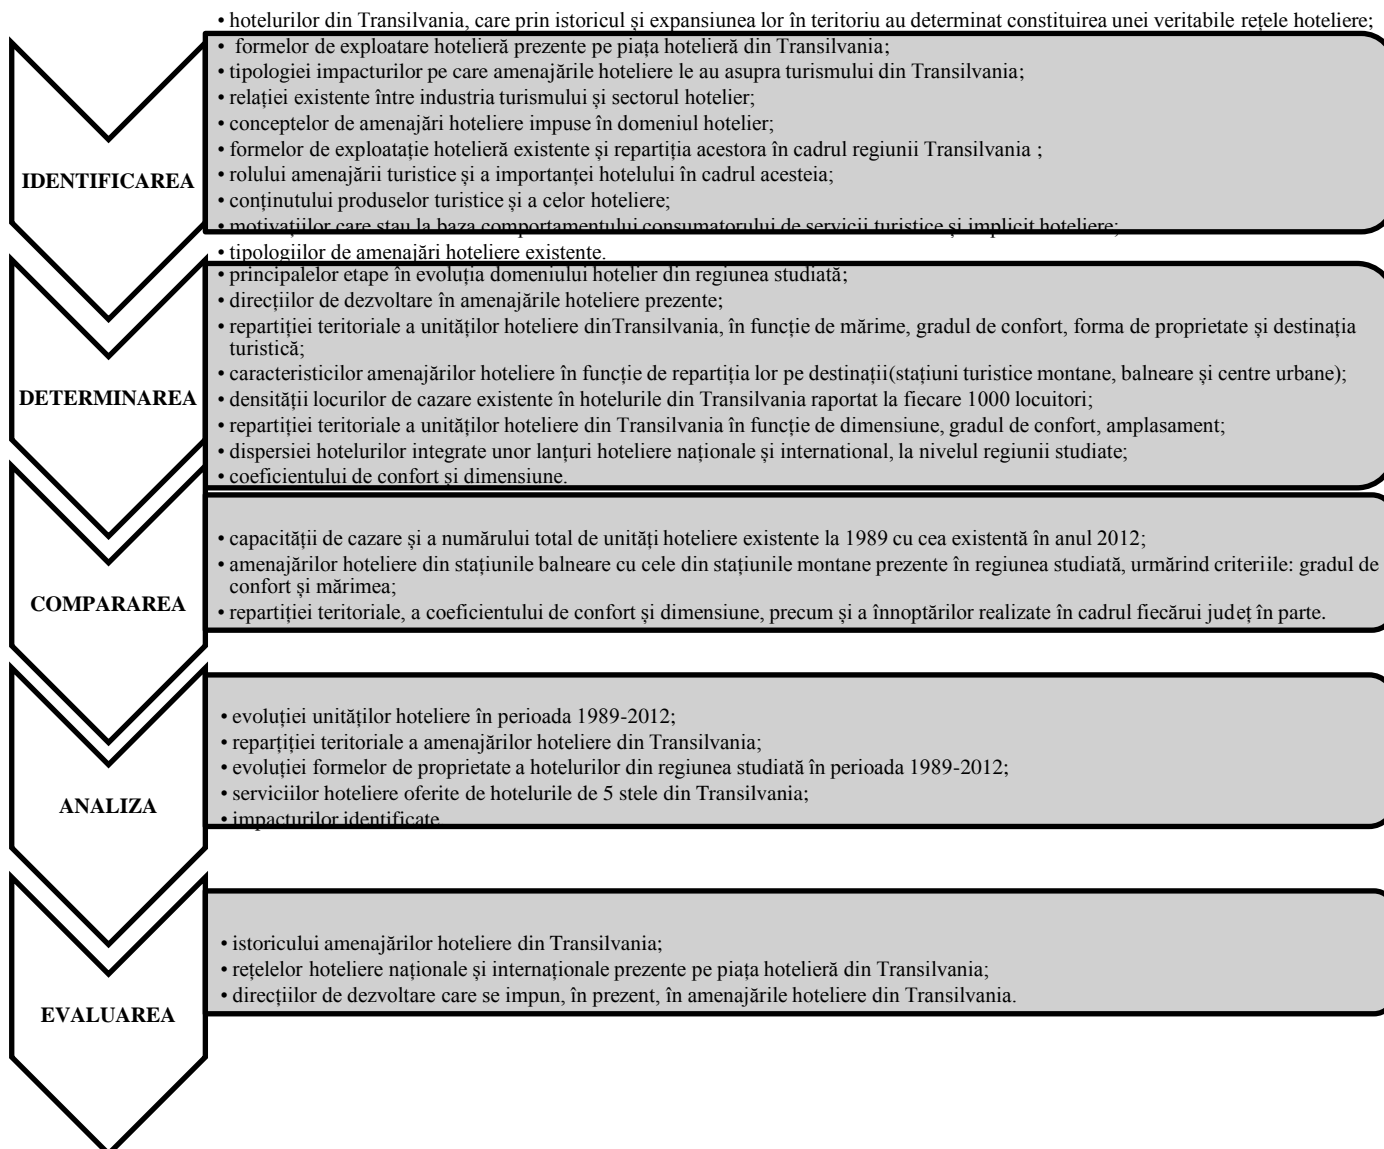 • hotelurilor din Transilvania, care prin istoricul și expansiunea lor în teritoriu au determinat constituirea unei veritabile rețele hoteliere;
• formelor de exploatare hotelieră prezente pe piața hotelieră din Transilvania;
• tipologiei impacturilor pe care amenajările hoteliere le au asupra turismului din Transilvania;
• relației existente între industria turismului și sectorul hotelier;
• conceptelor de amenajări hoteliere impuse în domeniul hotelier;
• formelor de exploatație hotelieră existente și repartiția acestora în cadrul regiunii Transilvania ;
IDENTIFICAREA
• rolului amenajării turistice și a importanței hotelului în cadrul acesteia;
• conținutului produselor turistice și a celor hoteliere;
• motivațiilor care stau la baza comportamentului consumatorului de servicii turistice și implicit hoteliere;
• tipologiilor de amenajări hoteliere existente.
• principalelor etape în evoluția domeniului hotelier din regiunea studiată;
• direcțiilor de dezvoltare în amenajările hoteliere prezente;
• repartiției teritoriale a unităților hoteliere dinTransilvania, în funcție de mărime, gradul de confort, forma de proprietate și destinația
turistică;
• caracteristicilor amenajărilor hoteliere în funcție de repartiția lor pe destinații(stațiuni turistice montane, balneare și centre urbane);
DETERMINAREA
• densității locurilor de cazare existente în hotelurile din Transilvania raportat la fiecare 1000 locuitori;
• repartiției teritoriale a unităților hoteliere din Transilvania în funcție de dimensiune, gradul de confort, amplasament;
• dispersiei hotelurilor integrate unor lanțuri hoteliere naționale și international, la nivelul regiunii studiate;
• coeficientului de confort și dimensiune.
• capacității de cazare și a numărului total de unități hoteliere existente la 1989 cu cea existentă în anul 2012;
• amenajărilor hoteliere din stațiunile balneare cu cele din stațiunile montane prezente în regiunea studiată, urmărind criteriile: gradul de
confort și mărimea;
COMPARAREA
• repartiției teritoriale, a coeficientului de confort și dimensiune, precum și a înnoptărilor realizate în cadrul fiecărui județ în parte.
• evoluției unităților hoteliere în perioada 1989-2012;
• reparțiției teritoriale a amenajărilor hoteliere din Transilvania;
• evoluției formelor de proprietate a hotelurilor din regiunea studiată în perioada 1989-2012;
• serviciilor hoteliere oferite de hotelurile de 5 stele din Transilvania;
ANALIZA
• impacturilor identificate.
• istoricului amenajărilor hoteliere din Transilvania;
• rețelelor hoteliere naționale și internaționale prezente pe piața hotelieră din Transilvania;
• direcțiilor de dezvoltare care se impun, în prezent, în amenajările hoteliere din Transilvania.
EVALUAREA